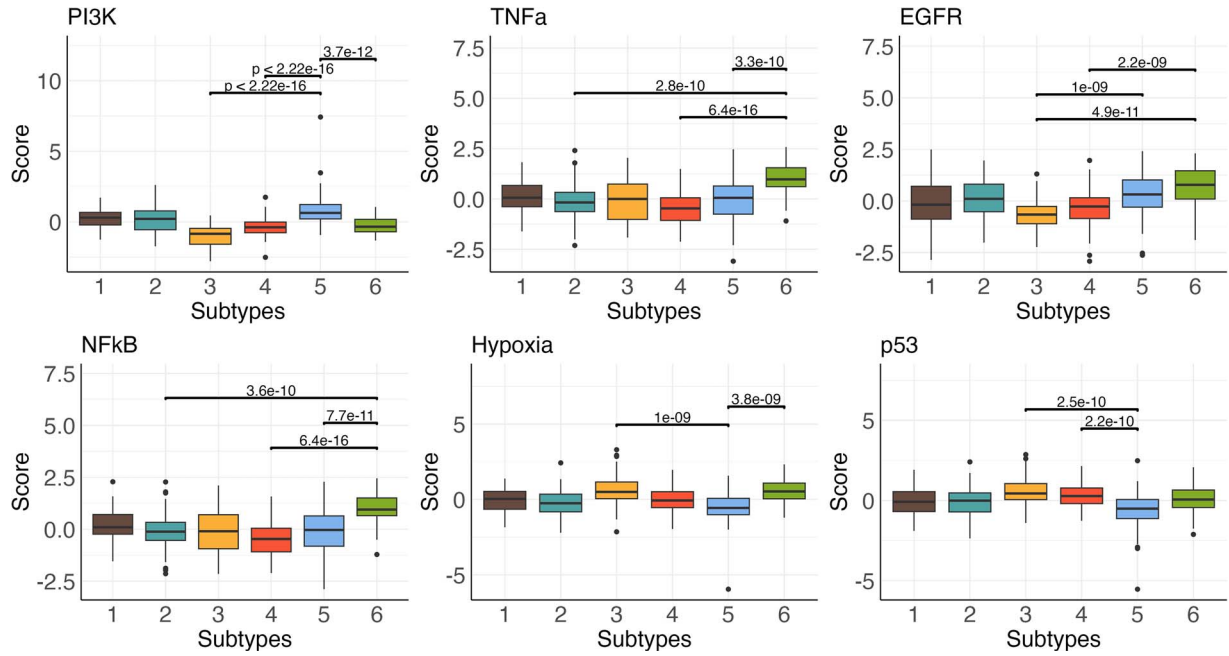 PI3K
3.7e-12
p < 2.22e-16
p < 2.22e-16
10
5
0
Score
1 2 3 4 5 6
Subtypes
TNFa
7.5
5.0
2.5
0.0
-2.5
Score
3.3e-10
2.8e-10
6.4e-16
1 2 3 4 5 6
Subtypes
EGFR
7.5
5.0
2.5
0.0
-2.5
Score
2.2e-09
1e-09
4.9e-11
1 2 3 4 5 6
Subtypes
NFkB
7.5
5.0
2.5
0.0
-2.5
Score
3.6e-10
7.7e-11
6.4e-16
1 2 3 4 5 6
Subtypes
Hypoxia
5
0
-5
Score
3.8e-09
1e-09
1 2 3 4 5 6
Subtypes
p53
5
0
-5
Score
2.5e-10
2.2e-10
1 2 3 4 5 6
Subtypes